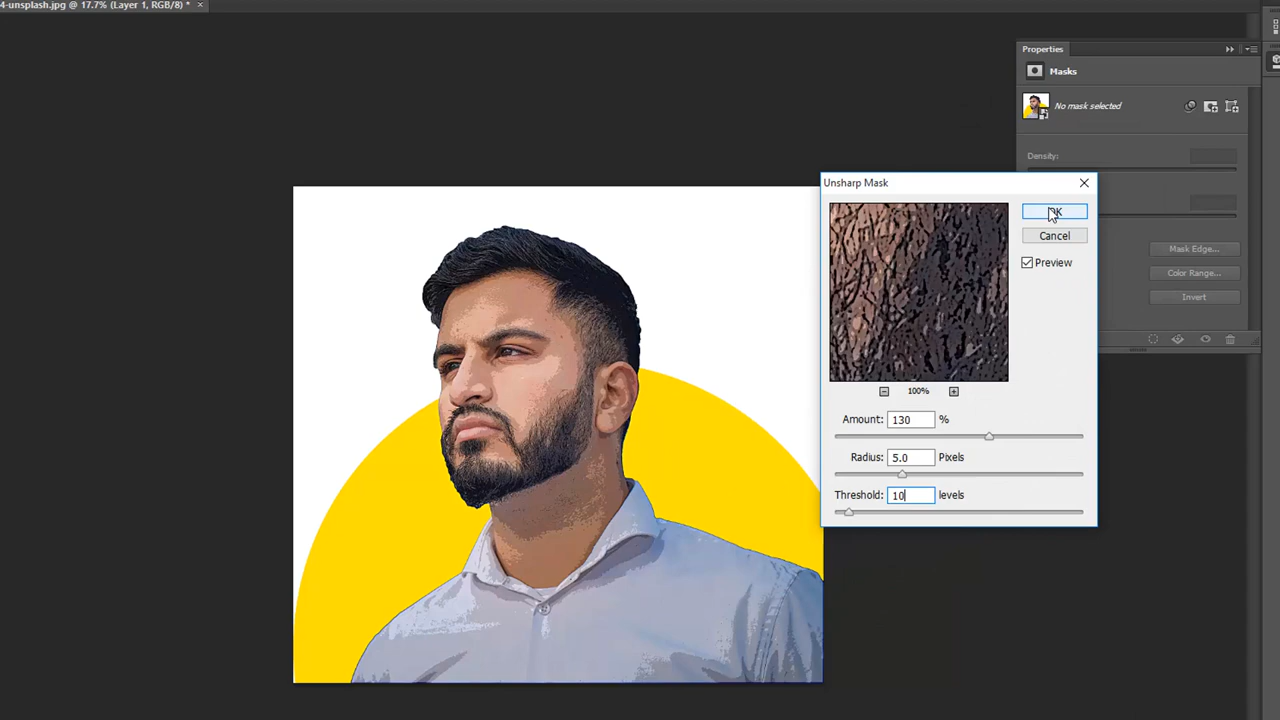 4-unsplash.jpg @ 17.7% (Layer 1, RGB/8) *
Properties
Masks
No mask selected
Density:
Unsharp Mask
OK
Cancel
Preview
100%
Amount: 130 %
Radius: 5.0 Pixels
Threshold: 10 levels
Mask Edge...
Color Range...
Invert